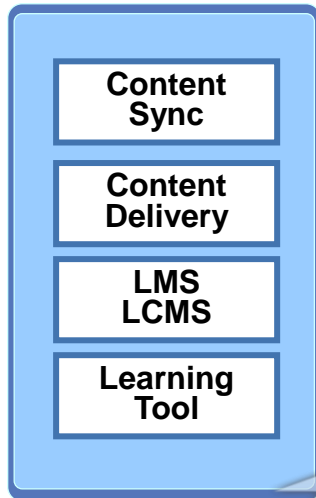 Content
Sync
Content
Delivery
LMS
LCMS
Learning
Tool